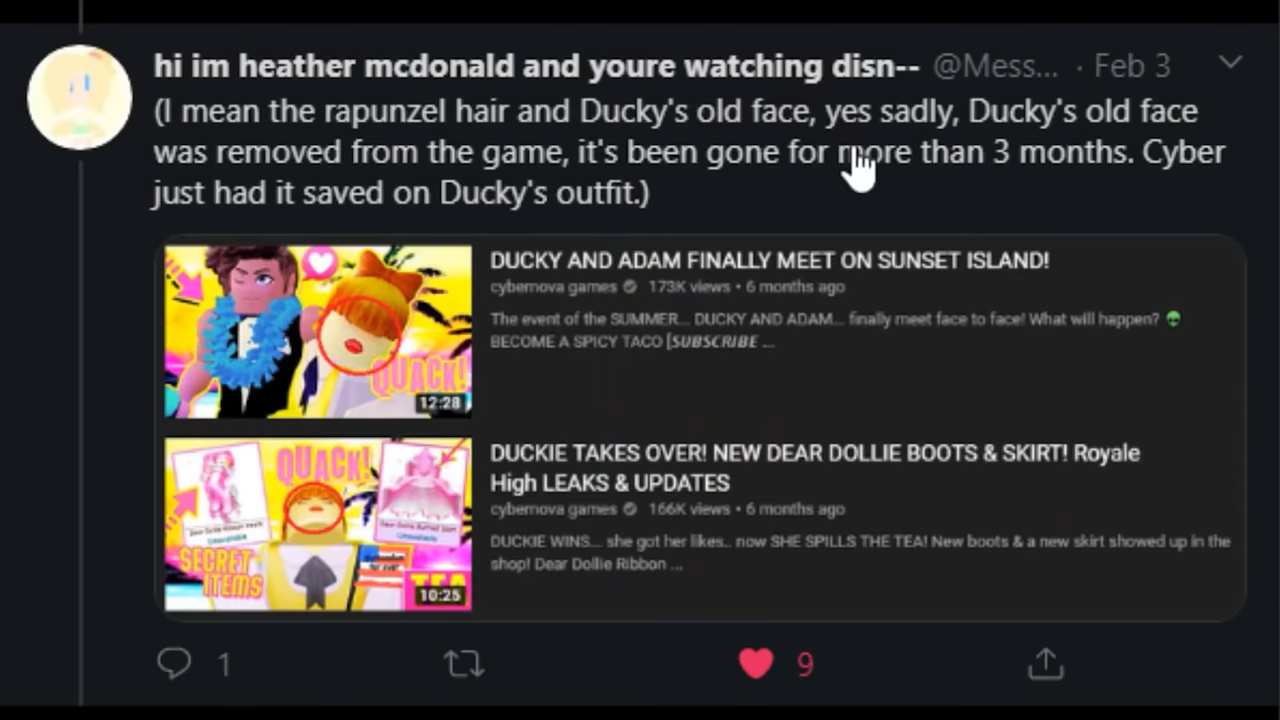 hi im heather mcdonald and youre watching disn-- @Mess... · Feb 3
(I mean the rapunzel hair and Ducky's old face, yes sadly, Ducky's old face
was removed from the game, it's been gone for more than 3 months. Cyber
just had it saved on Ducky's outfit.)
QUACK!
12:28
DUCKY AND ADAM FINALLY MEET ON SUNSET ISLAND!
cybernova games 173K views • 6 months ago
The event of the SUMMER... DUCKY AND ADAM... finally meet face to face! What will happen? 👽
BECOME A SPICY TACO [SUBSCRIBE ...
QUACK!
SECRET
ITEMS
TEA
10:25
DUCKIE TAKES OVER! NEW DEAR DOLLIE BOOTS & SKIRT! Royale
High LEAKS & UPDATES
cybernova games 166K views • 6 months ago
DUCKIE WINS... she got her likes.. now SHE SPILLS THE TEA! New boots & a new skirt showed up in the
shop! Dear Dollie Ribbon ...
1
9